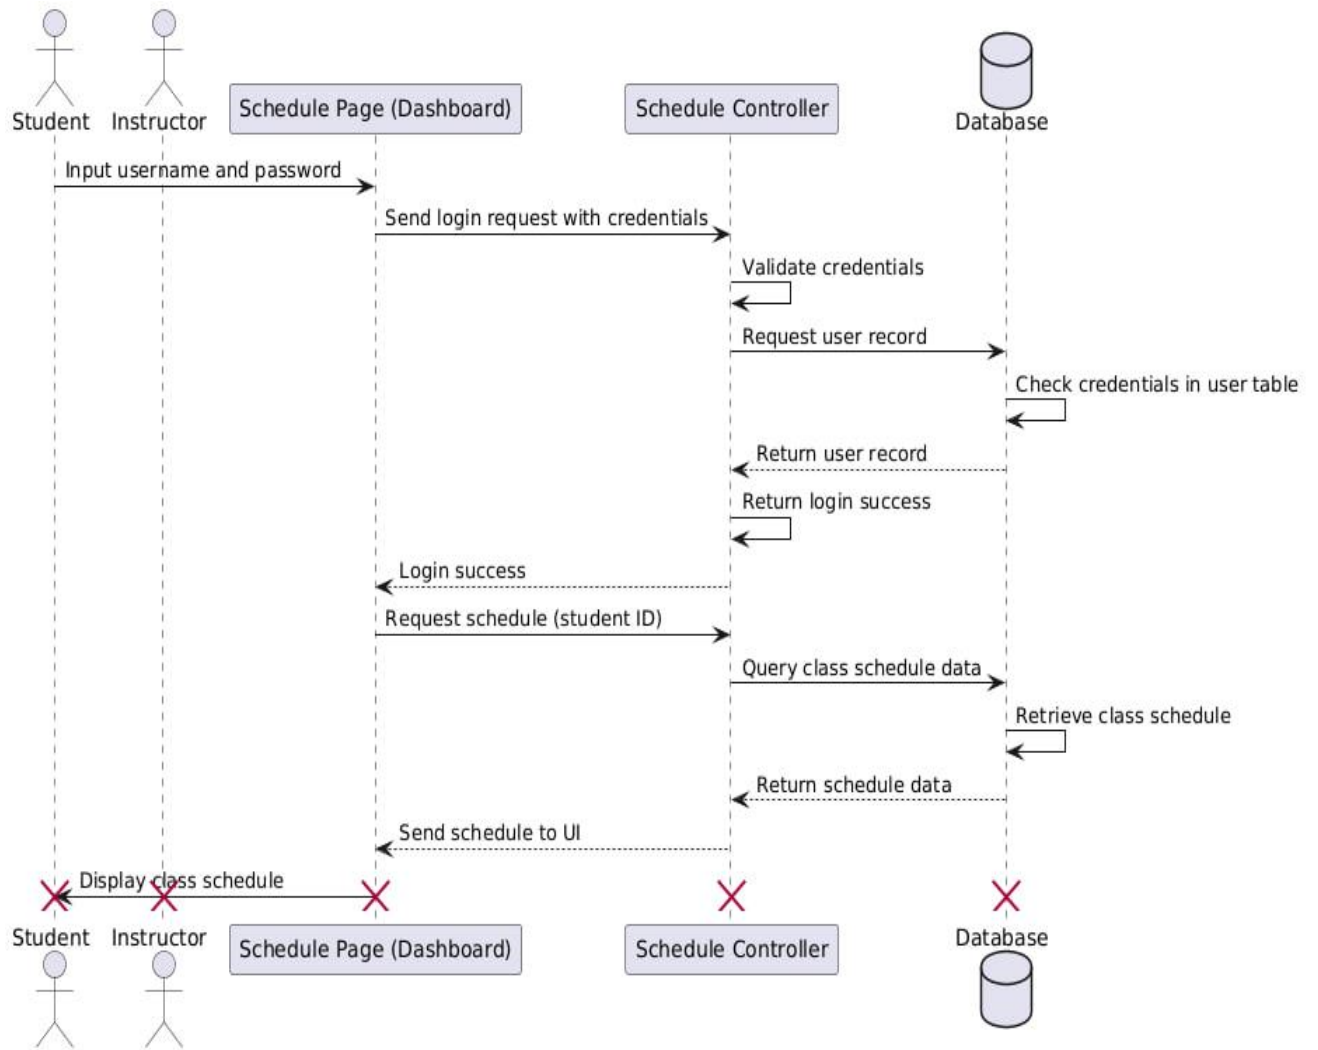 Student
Instructor
Schedule Page (Dashboard)
Schedule Controller
Database
Input username and password
Send login request with credentials
Validate credentials
Request user record
Check credentials in user table
Return user record
Return login success
Login success
Request schedule (student ID)
Query class schedule data
Retrieve class schedule
Return schedule data
Send schedule to UI
Display class schedule
Student
Instructor
Schedule Page (Dashboard)
Schedule Controller
Database